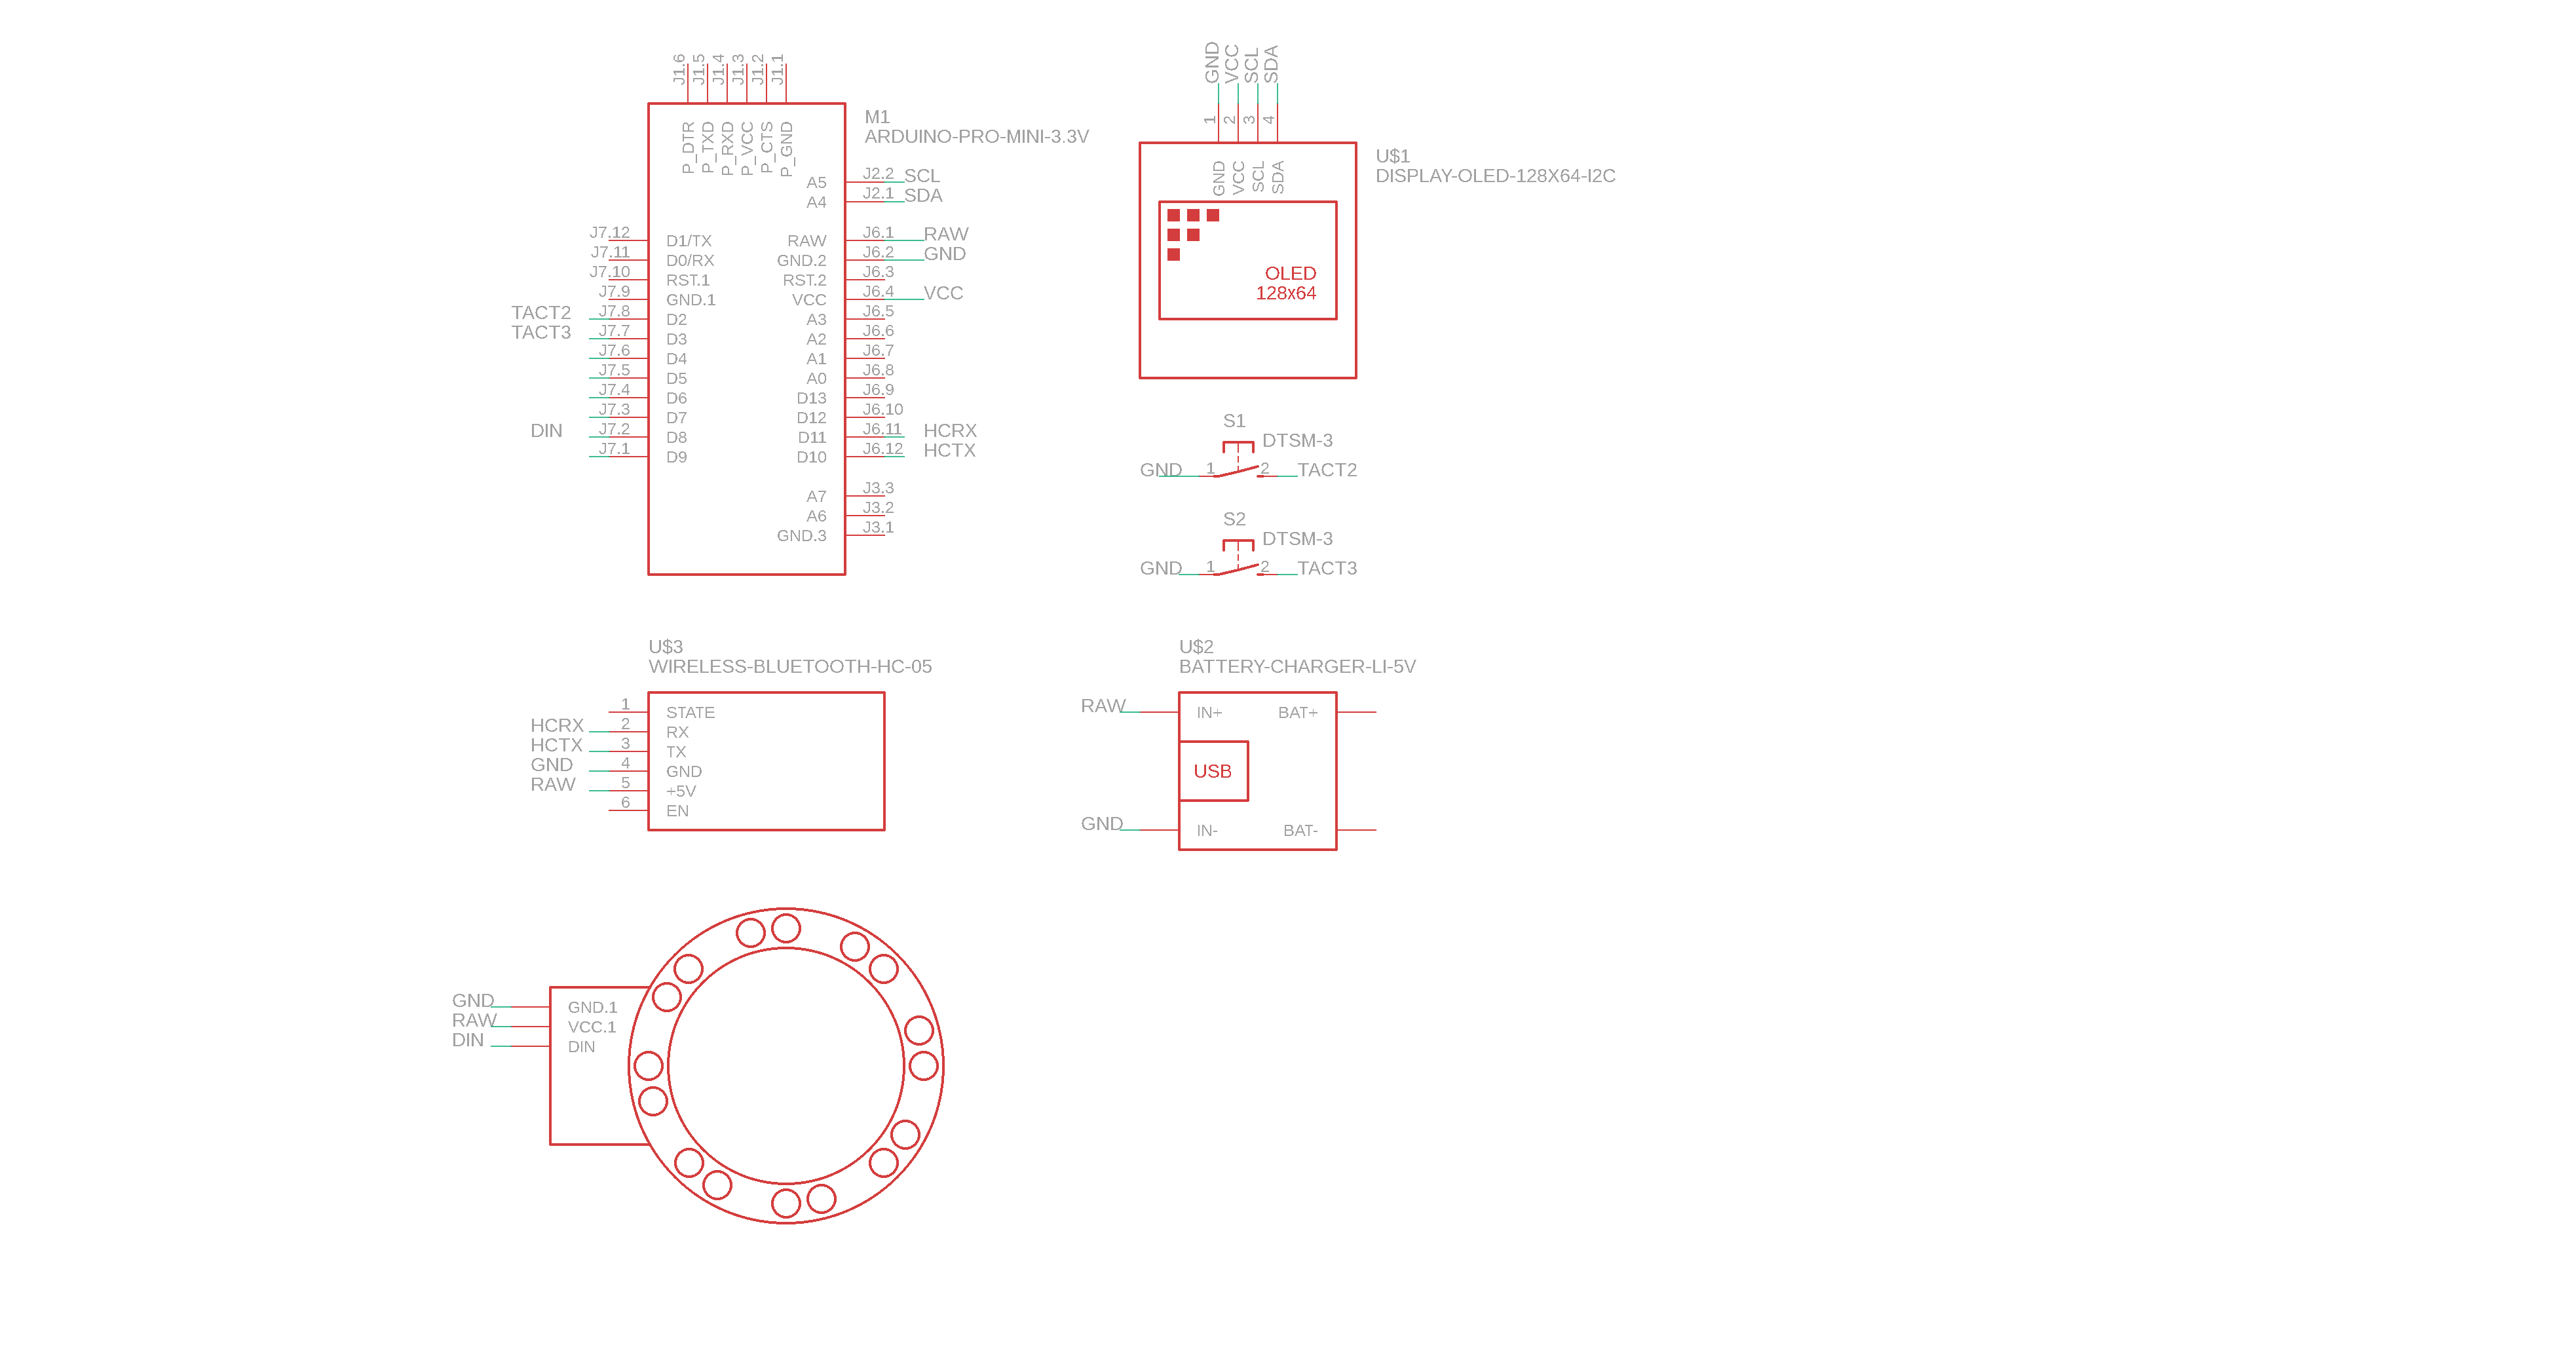 J1.6
J1.5
J1.4
J1.3
J1.2
J1.1
P_DTR
P_TXD
P_RXD
P_VCC
P_CTS
P_GND
M1
ARDUINO-PRO-MINI-3.3V
A5 J2.2 SCL
A4 J2.1 SDA
J7.12 D1/TX RAW J6.1 RAW
J7.11 D0/RX GND.2 J6.2 GND
J7.10 RST.1 RST.2 J6.3
J7.9 GND.1 VCC J6.4 VCC
TACT2 J7.8 D2 A3 J6.5
TACT3 J7.7 D3 A2 J6.6
J7.6 D4 A1 J6.7
J7.5 D5 A0 J6.8
J7.4 D6 D13 J6.9
J7.3 D7 D12 J6.10
DIN J7.2 D8 D11 J6.11 HCRX
J7.1 D9 D10 J6.12 HCTX
A7 J3.3
A6 J3.2
GND.3 J3.1
GND
VCC
SCL
SDA
1
2
3
4
U$1
DISPLAY-OLED-128X64-I2C
GND
VCC
SCL
SDA
OLED
128x64
S1
DTSM-3
GND 1 2 TACT2
S2
DTSM-3
GND 1 2 TACT3
U$3
WIRELESS-BLUETOOTH-HC-05
1 STATE
HCRX 2 RX
HCTX 3 TX
GND 4 GND
RAW 5 +5V
6 EN
U$2
BATTERY-CHARGER-LI-5V
RAW IN+ BAT+
USB
GND IN- BAT-
GND GND.1
RAW VCC.1
DIN DIN